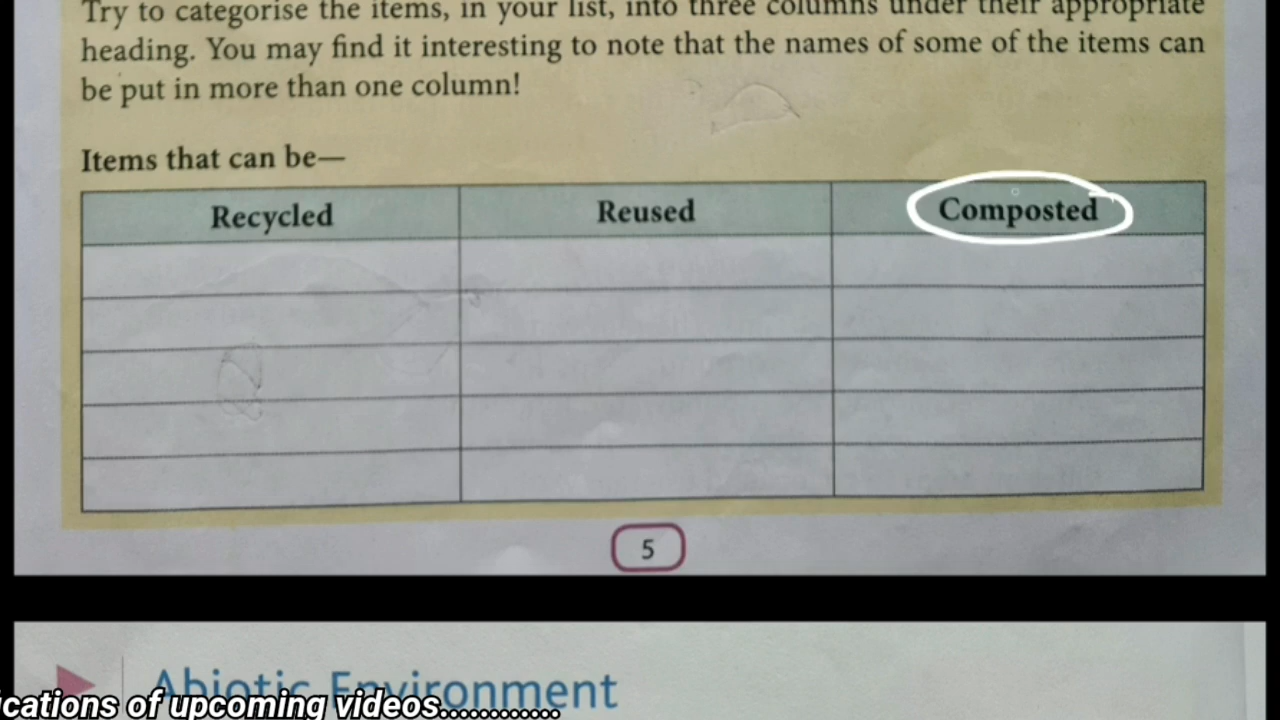 Try to categorise the items, in your list, into three columns under their appropriate
heading. You may find it interesting to note that the names of some of the items can
be put in more than one column!
Items that can be—
Recycled Reused Composted
5
Abiotic Environment
ications of upcoming videos............